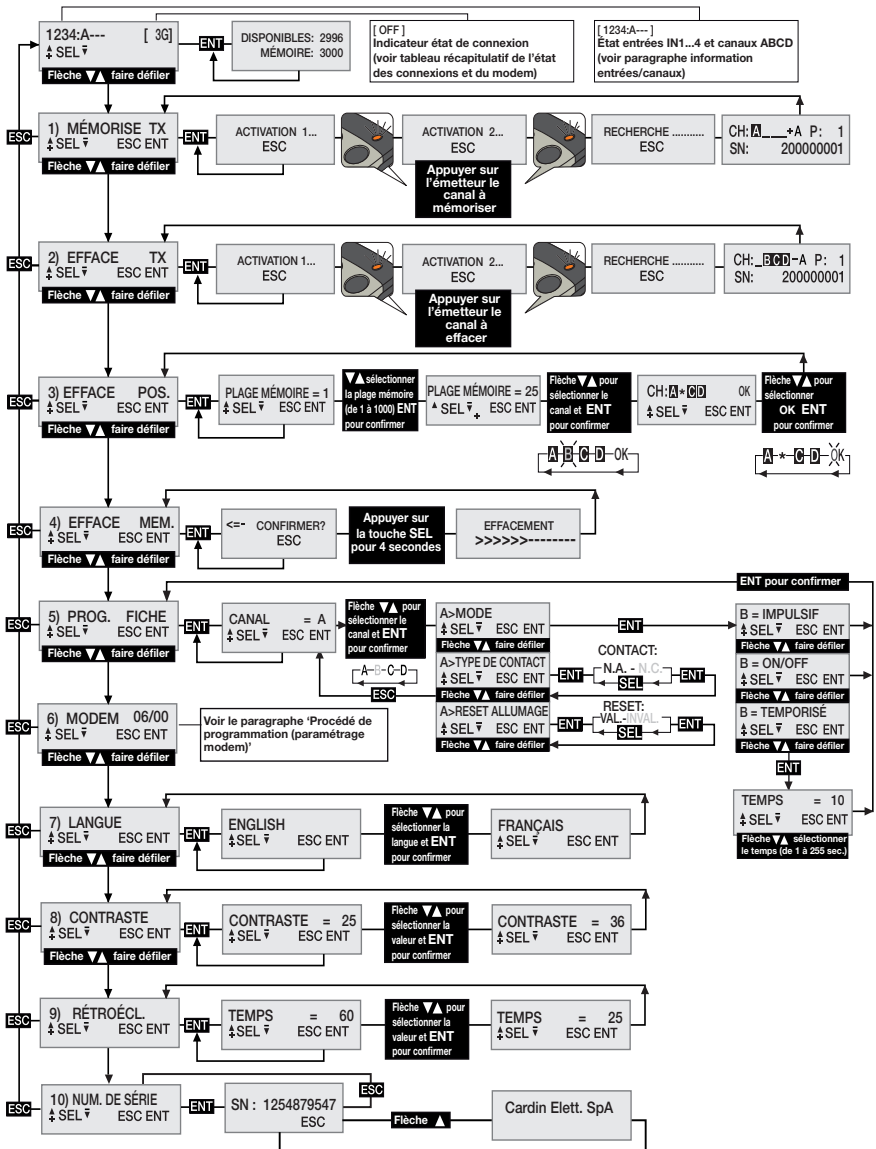 1234:A--- [ 3G]
SEL
Flèche faire défiler
ENT
DISPONIBLES: 2996
MÉMOIRE: 3000
[ OFF ]
Indicateur état de connexion
(voir tableau récapitulatif de l'état
des connexions et du modem)
[ 1234:A--- ]
État entrées IN1...4 et canaux ABCD
(voir paragraphe information
entrées/canaux)
ESC
1) MÉMORISE TX
SEL ESC ENT
Flèche faire défiler
ENT
ACTIVATION 1...
ESC
ACTIVATION 2...
ESC
Appuyer sur
l'émetteur le
canal à
mémoriser
RECHERCHE ...........
ESC
CH:A___+A P: 1
SN: 200000001
ESC
2) EFFACE TX
SEL ESC ENT
Flèche faire défiler
ENT
ACTIVATION 1...
ESC
ACTIVATION 2...
ESC
Appuyer sur
l'émetteur le
canal à
effacer
RECHERCHE ...........
ESC
CH:_BCD-A P: 1
SN: 200000001
ESC
3) EFFACE POS.
SEL ESC ENT
Flèche faire défiler
ENT
PLAGE MÉMOIRE = 1
SEL ESC ENT
sélectionner
la plage mémoire
(de 1 à 1000) ENT
pour confirmer
PLAGE MÉMOIRE = 25
SEL + ESC ENT
Flèche pour
sélectionner le
canal et ENT
pour confirmer
A-B-C-D-OK
CH:A*CD OK
SEL ESC ENT
Flèche pour
sélectionner
OK ENT
pour confirmer
A-*-C-D-OK
ESC
4) EFFACE MEM.
SEL ESC ENT
Flèche faire défiler
ENT
<=- CONFIRMER?
ESC
Appuyer sur
la touche SEL
pour 4 secondes
EFFACEMENT
>>>>>>--------
ESC
5) PROG. FICHE
SEL ESC ENT
Flèche faire défiler
ENT
CANAL = A
SEL ESC ENT
Flèche pour
sélectionner le
canal et ENT
pour confirmer
A-B-C-D
ESC
A>MODE
SEL ESC ENT
Flèche faire défiler
ENT
A>TYPE DE CONTACT
SEL ESC ENT
Flèche faire défiler
ENT
CONTACT:
N.A. - N.C.
SEL
ENT
A>RESET ALLUMAGE
SEL ESC ENT
Flèche faire défiler
ENT
RESET:
VAL.-INVAL.
SEL
ENT
ENT pour confirmer
B = IMPULSIF
SEL ESC ENT
Flèche faire défiler
B = ON/OFF
SEL ESC ENT
Flèche faire défiler
B = TEMPORISÉ
SEL ESC ENT
Flèche faire défiler
ENT
TEMPS = 10
SEL ESC ENT
Flèche sélectionner
le temps (de 1 à 255 sec.)
6) MODEM 06/00
SEL ESC ENT
Flèche faire défiler
Voir le paragraphe 'Procédé de
programmation (paramétrage
modem)'
ESC
7) LANGUE
SEL ESC ENT
Flèche faire défiler
ENT
ENGLISH
SEL ESC ENT
Flèche pour
sélectionner la
langue et ENT
pour confirmer
FRANÇAIS
SEL ESC ENT
ESC
8) CONTRASTE
SEL ESC ENT
Flèche faire défiler
ENT
CONTRASTE = 25
SEL ESC ENT
Flèche pour
sélectionner la
valeur et ENT
pour confirmer
CONTRASTE = 36
SEL ESC ENT
ESC
9) RÉTROÉCL.
SEL ESC ENT
ENT
TEMPS = 60
SEL ESC ENT
Flèche pour
sélectionner la
valeur et ENT
pour confirmer
TEMPS = 25
SEL ESC ENT
ESC
10) NUM. DE SÉRIE
SEL ESC ENT
ENT
SN : 1254879547
ESC
ESC
Flèche
Cardin Elett. SpA